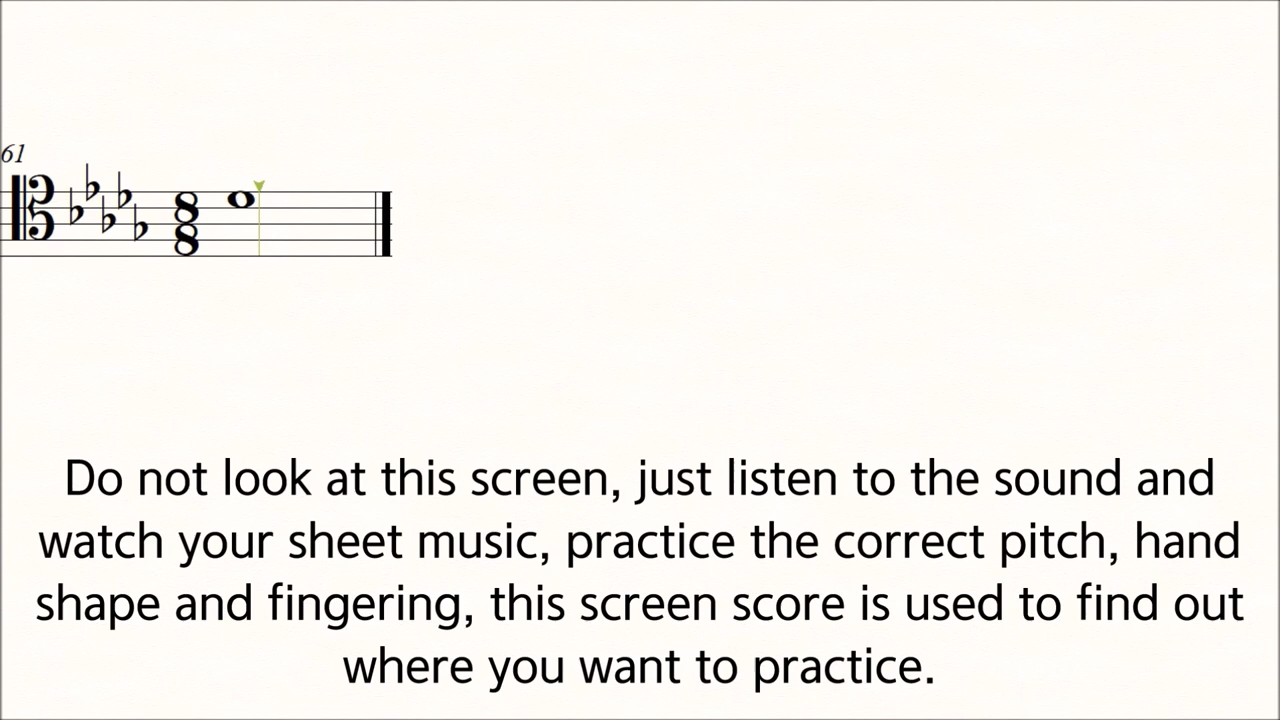 61
8
8
Do not look at this screen, just listen to the sound and
watch your sheet music, practice the correct pitch, hand
shape and fingering, this screen score is used to find out
where you want to practice.